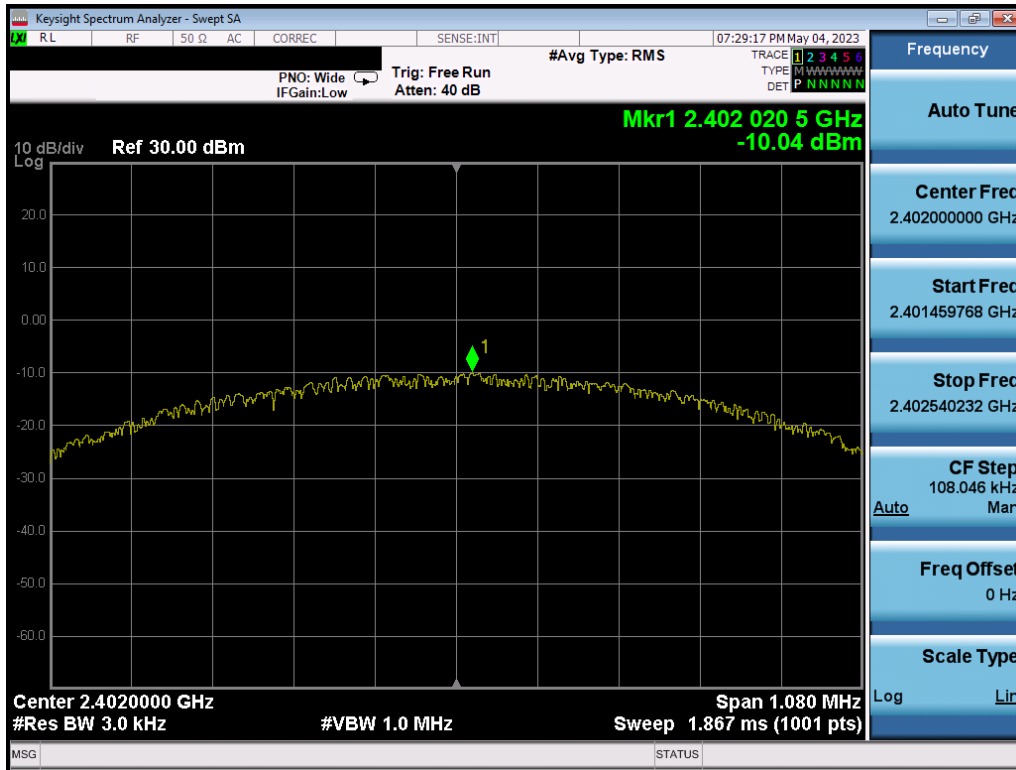 Keysight Spectrum Analyzer - Swept SA
LXI RL RF 50 Ω AC CORREC SENSE:INT 07:29:17 PM May 04, 2023
#Avg Type: RMS TRACE 1 2 3 4 5 6
PNO: Wide Trig: Free Run TYPE M W W W W W
IFGain:Low Atten: 40 dB DET P N N N N N
Mkr1 2.402 020 5 GHz
-10.04 dBm
10 dB/div Ref 30.00 dBm
Log
20.0
10.0
0.00
1
-10.0
-20.0
-30.0
-40.0
-50.0
-60.0
Center 2.4020000 GHz Span 1.080 MHz
#Res BW 3.0 kHz #VBW 1.0 MHz Sweep 1.867 ms (1001 pts)
MSG STATUS
Frequency
Auto Tune
Center Freq
2.402000000 GHz
Start Freq
2.401459768 GHz
Stop Freq
2.402540232 GHz
CF Step
108.046 kHz
Auto Man
Freq Offset
0 Hz
Scale Type
Log Lin